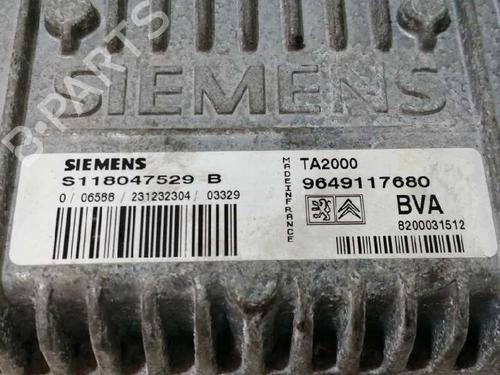 SIEMENS
B-PARTS
SIEMENS
S118047529 B
0 / 06588 / 231232304 / 03329
MADE IN FRANCE
TA2000
9649117680
BVA
8200031512